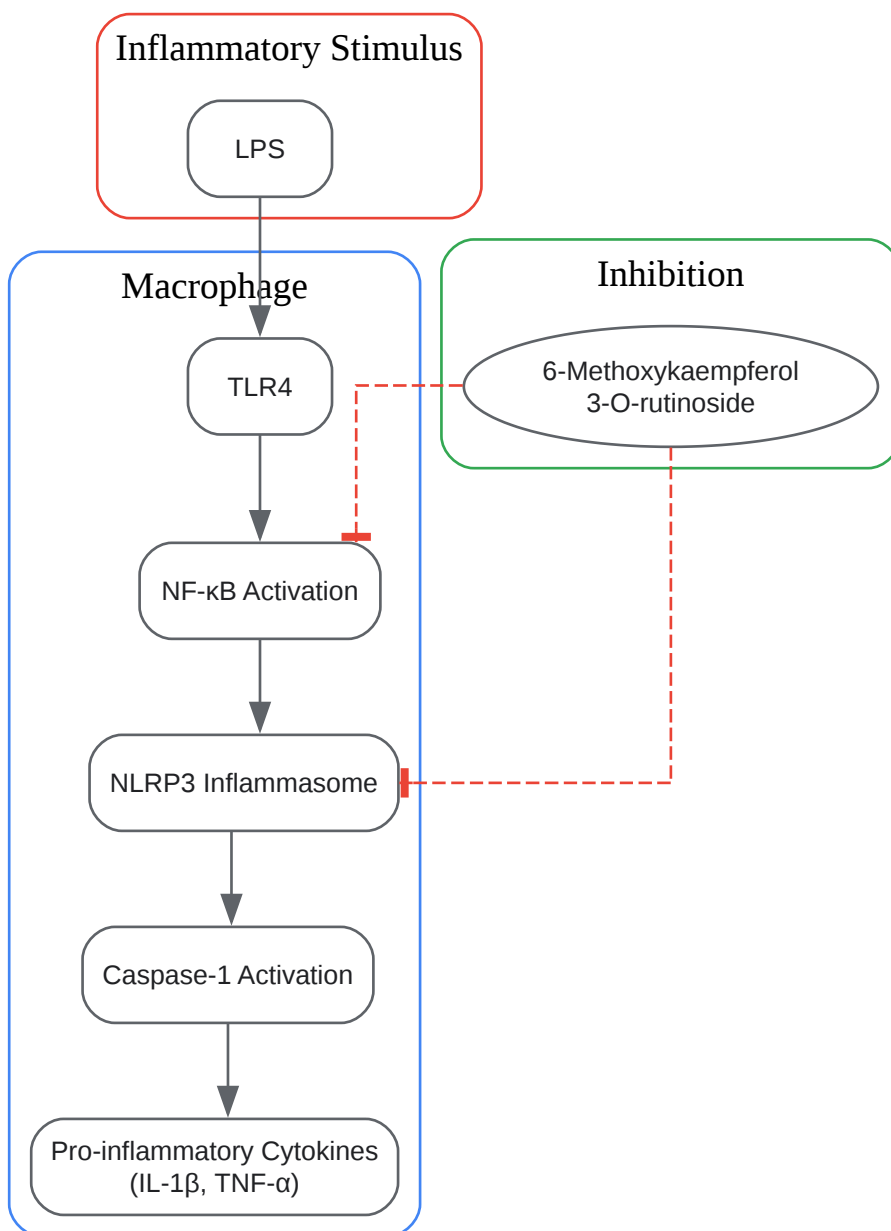 Inflammatory Stimulus
LPS
Macrophage
TLR4
NF-κB Activation
NLRP3 Inflammasome
Caspase-1 Activation
Pro-inflammatory Cytokines
(IL-1β, TNF-α)
Inhibition
6-Methoxykaempferol
3-O-rutinoside